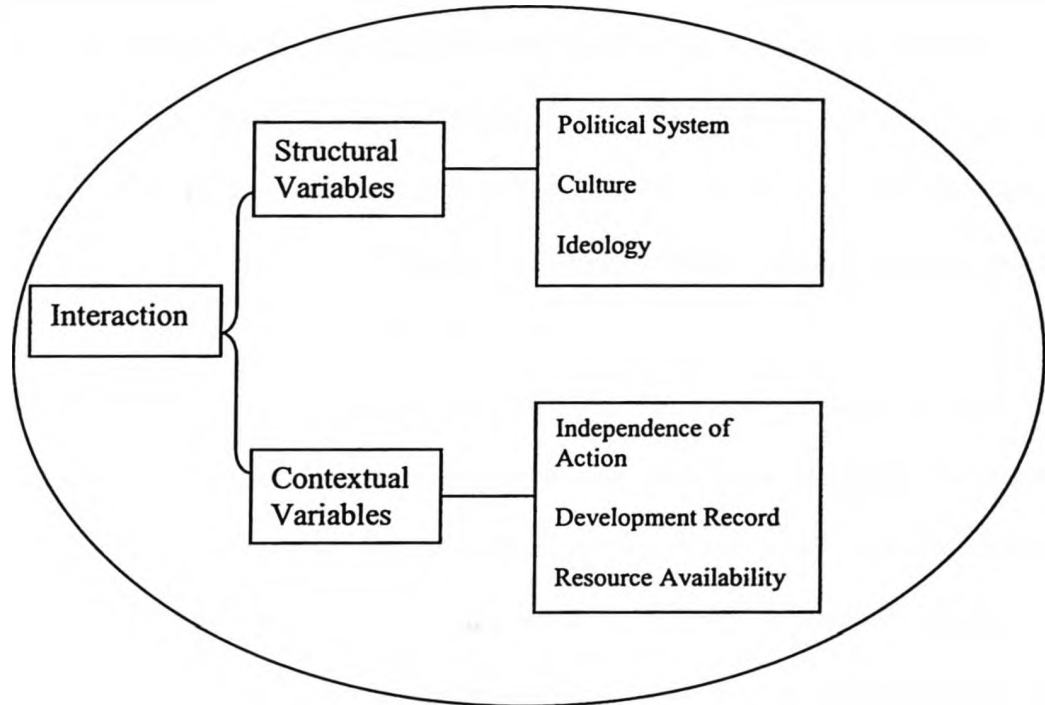 Interaction
Structural
Variables
Political System
Culture
Ideology
Contextual
Variables
Independence of
Action
Development Record
Resource Availability